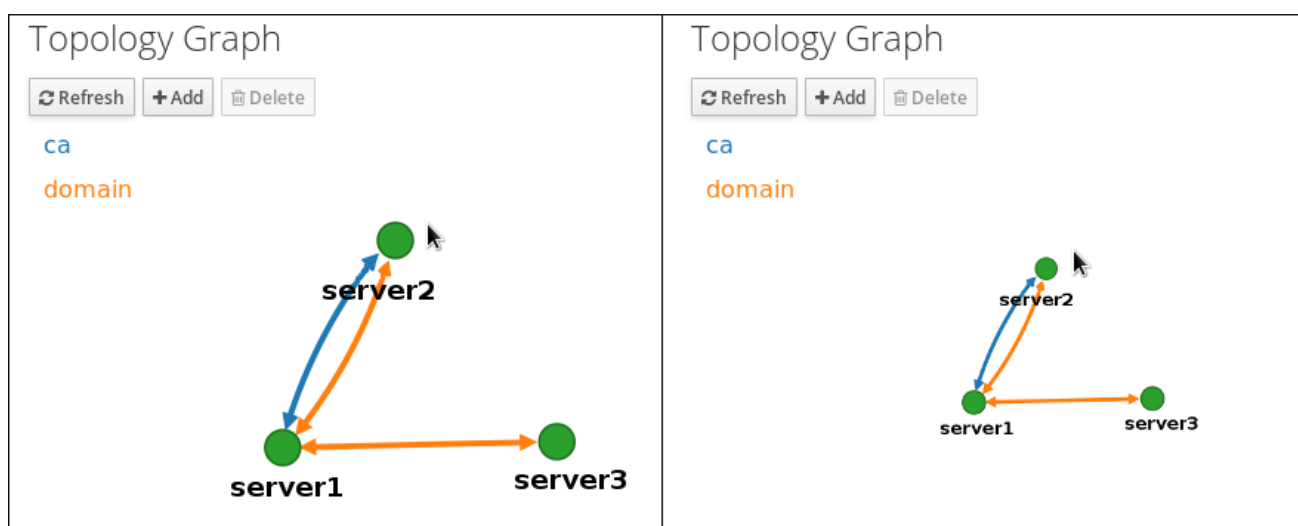 Topology Graph
Refresh Add Delete
ca
domain
server2
server1
server3
Topology Graph
Refresh Add Delete
ca
domain
server2
server1
server3